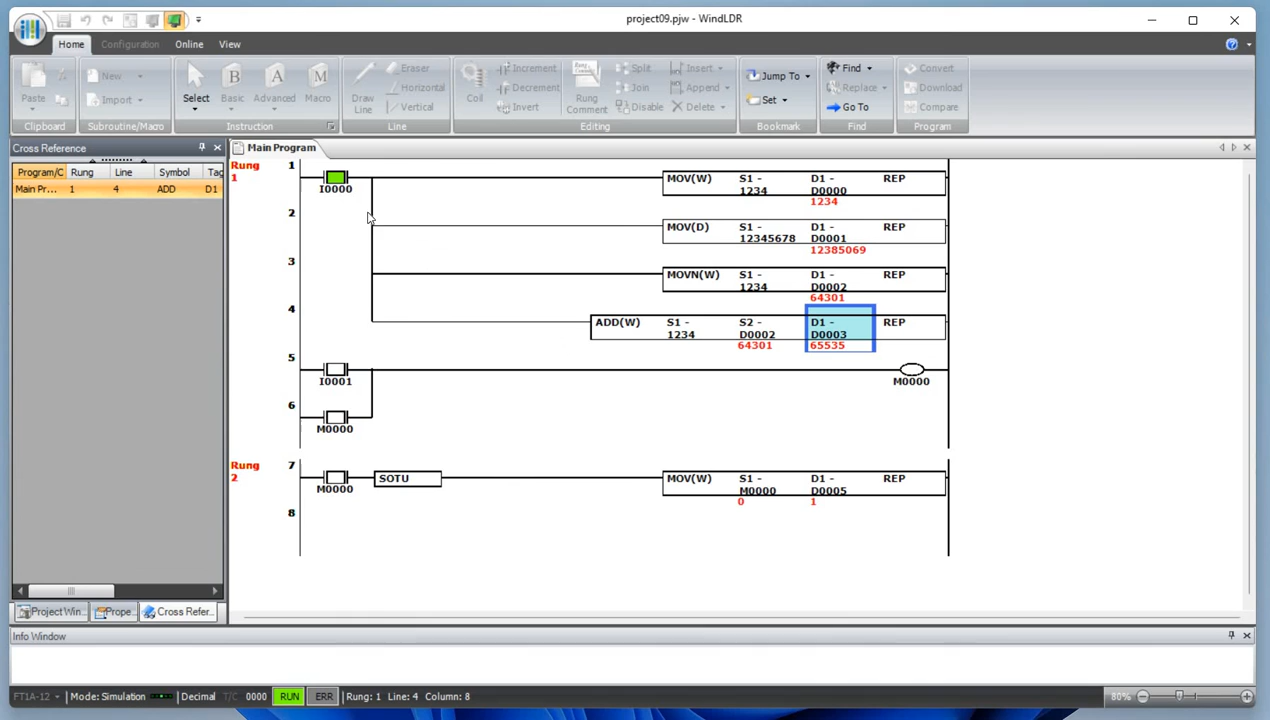 project09.pjw - WindLDR
Home Configuration Online View
Paste
New
Import
Select Basic Advanced Macro
Draw Line
Eraser
Horizontal
Vertical
Coil
Increment
Decrement
Invert
Rung Comment
Split
Join
Disable
Insert
Append
Delete
Jump To
Set
Find
Replace
Go To
Convert
Download
Compare
Clipboard Subroutine/Macro Instruction Line Editing Bookmark Find Program
Cross Reference
Program/C Rung Line Symbol Tag
Main Pr... 1 4 ADD D1
Main Program
Rung 1
1
I0000
MOV(W) S1 - 1234 D1 - D0000 REP
1234
2
MOV(D) S1 - 12345678 D1 - D0001 REP
12385069
3
MOVN(W) S1 - 1234 D1 - D0002 REP
64301
4
ADD(W) S1 - 1234 S2 - D0002 D1 - D0003 REP
64301 65535
5
I0001
M0000
6
M0000
Rung 2
7
M0000
SOTU
MOV(W) S1 - M0000 D1 - D0005 REP
0 1
8
Project Win... Prope... Cross Refer...
Info Window
FT1A-12 Mode: Simulation Decimal T/C 0000 RUN ERR Rung: 1 Line: 4 Column: 8 80%